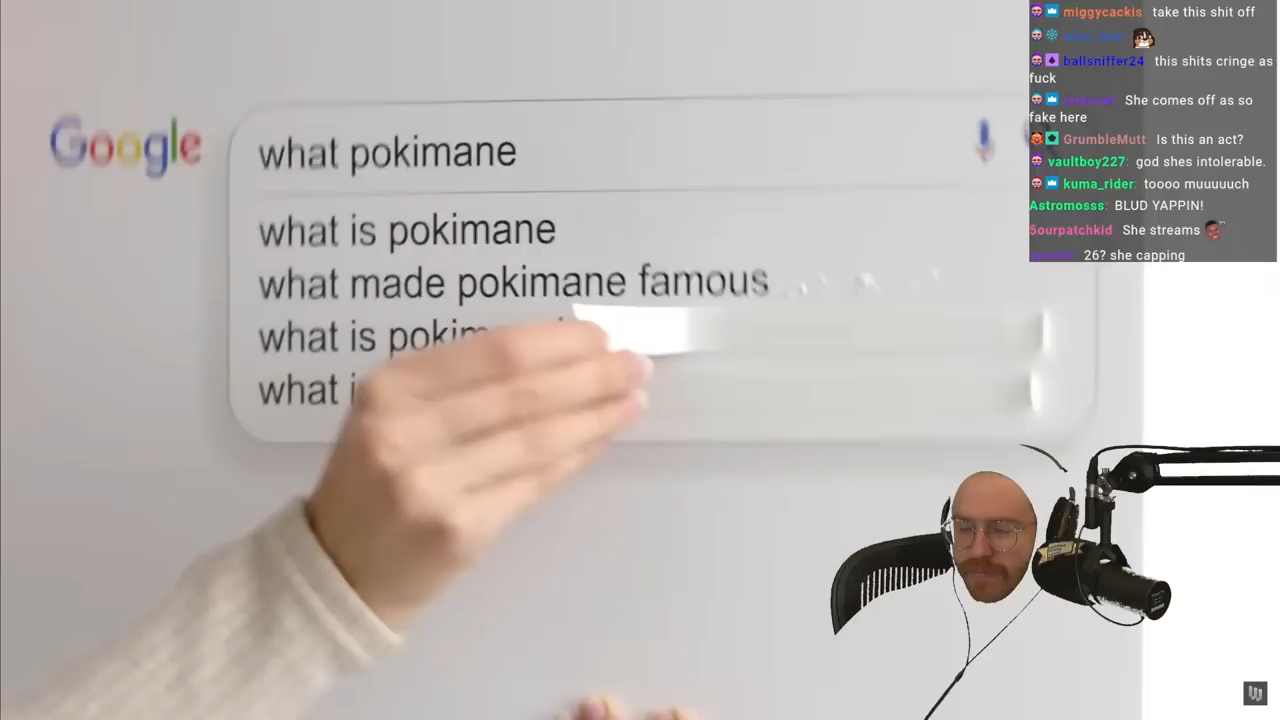 Google
what pokimane
what is pokimane
what made pokimane famous
what is
what
miggycackis take this shit off
ballsniffer24 this shits cringe as
fuck
She comes off as so
fake here
GrumbleMutt Is this an act?
vaultboy227: god shes intolerable.
kuma_rider: toooo muuuuuch
Astromosss: BLUD YAPPIN!
5ourpatchkid She streams
26? she capping